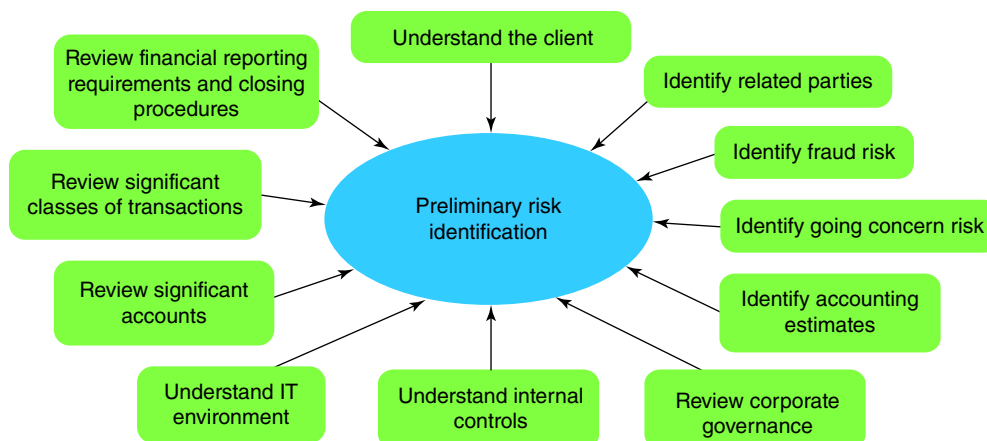 Understand the client
Review financial reporting
requirements and closing
procedures
Identify related parties
Identify fraud risk
Review significant
classes of transactions
Preliminary risk
identification
Identify going concern risk
Review significant
accounts
Identify accounting
estimates
Understand IT
environment
Understand internal
controls
Review corporate
governance